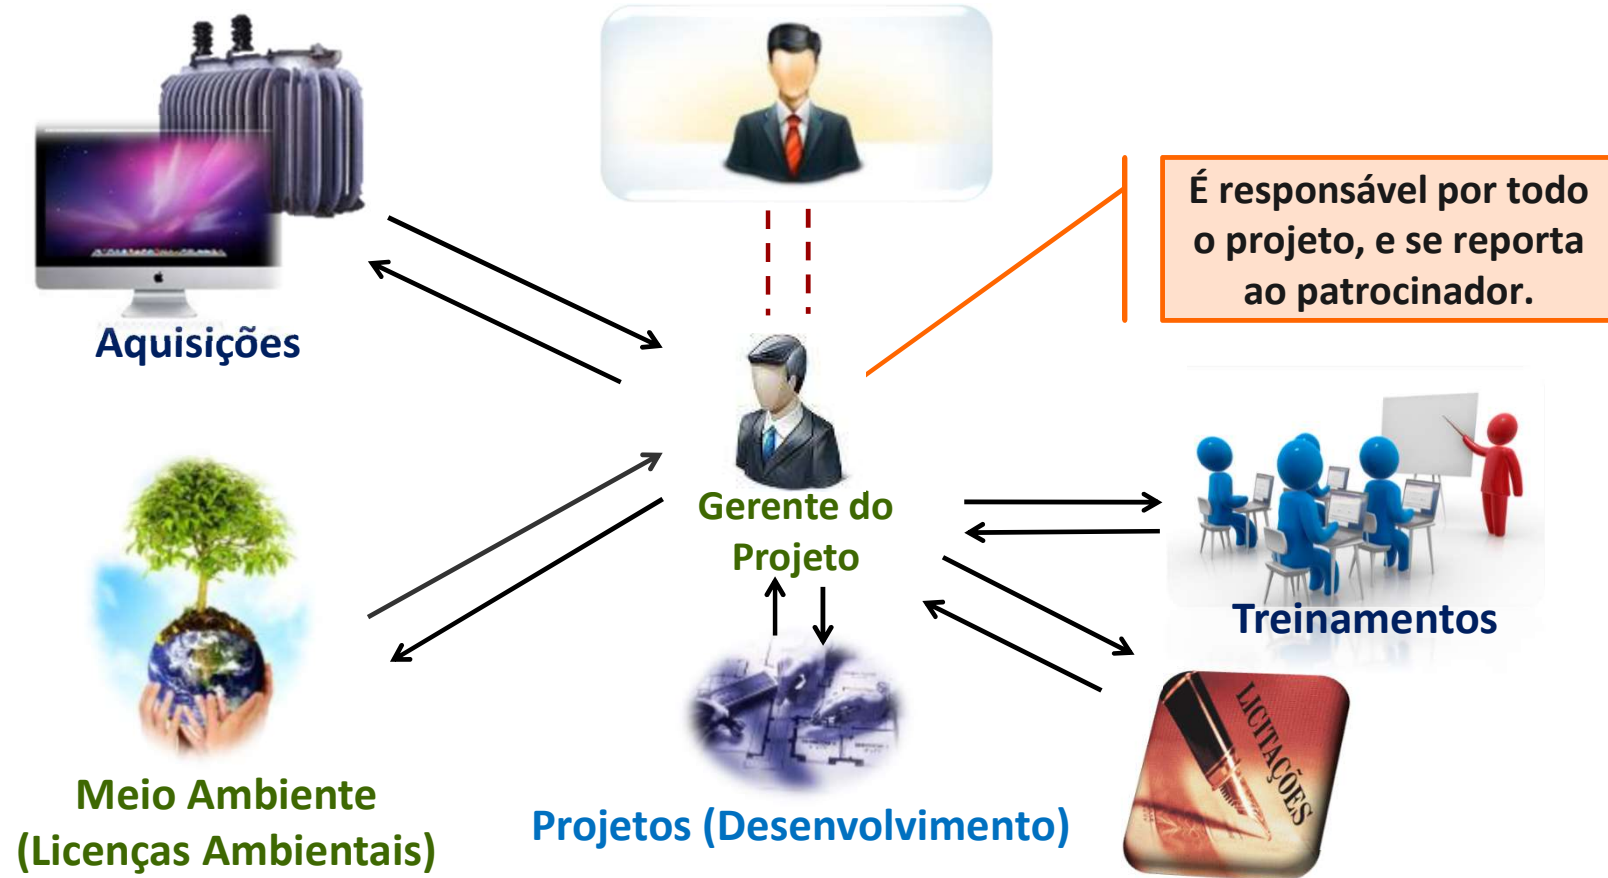 É responsável por todo
o projeto, e se reporta
ao patrocinador.
Aquisições
Gerente do
Projeto
Treinamentos
LICITAÇÕES
Meio Ambiente
(Licenças Ambientais)
Projetos (Desenvolvimento)